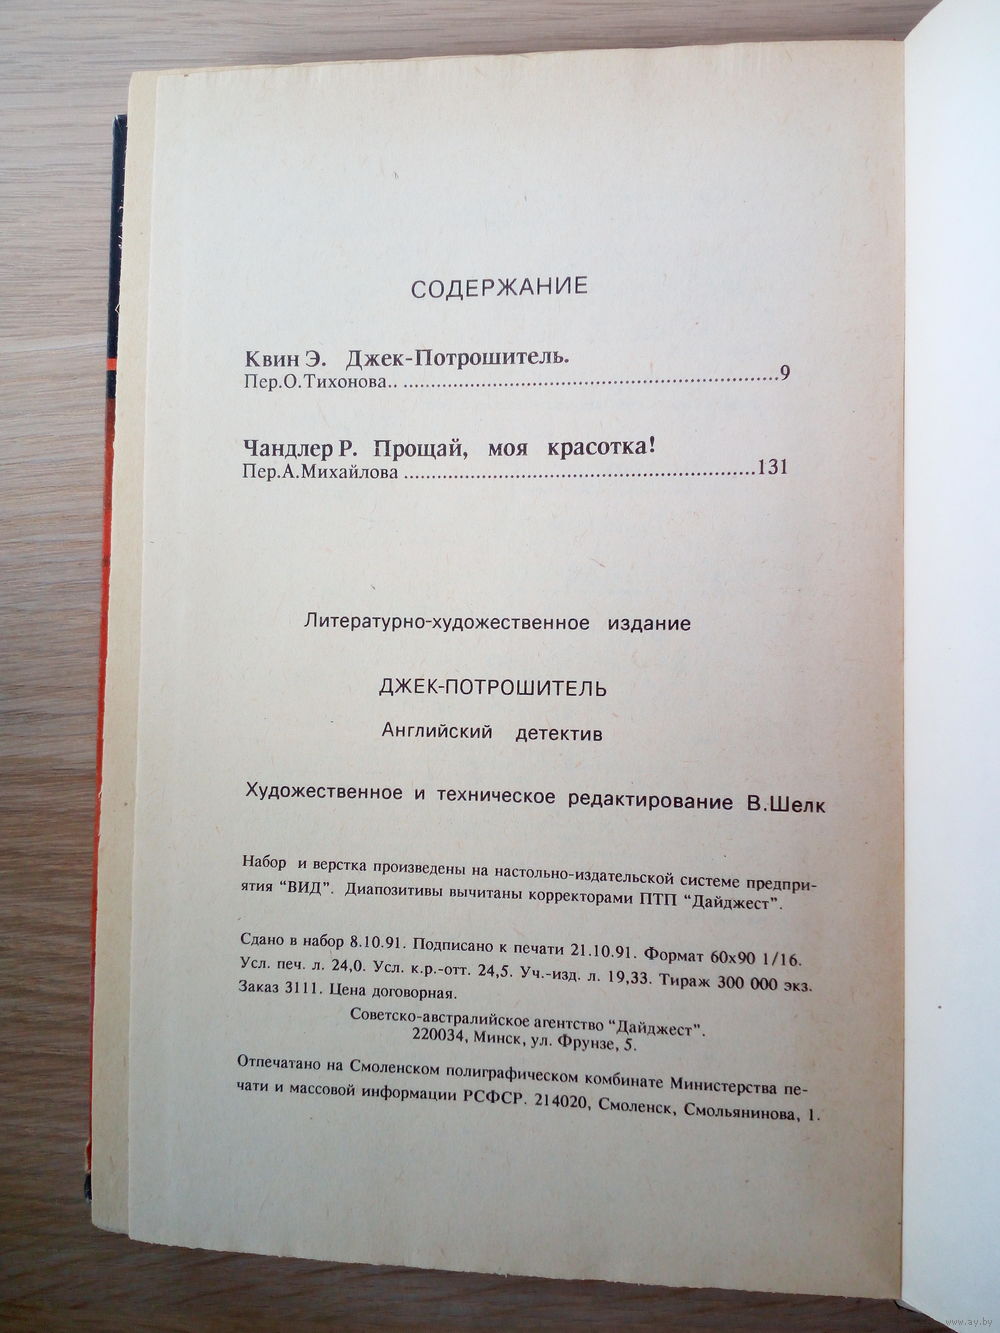 СОДЕРЖАНИЕ
Квин Э. Джек-Потрошитель.
Пер.О.Тихонова.. ............................................................9
Чандлер Р. Прощай, моя красотка!
Пер.А.Михайлова .........................................................131
Литературно-художественное издание
ДЖЕК-ПОТРОШИТЕЛЬ
Английский детектив
Художественное и техническое редактирование В.Шелк
Набор и верстка произведены на настольно-издательской системе предпри-
ятия “ВИД”. Диапозитивы вычитаны корректорами ПТП “Дайджест”.
Сдано в набор 8.10.91. Подписано к печати 21.10.91. Формат 60х90 1/16.
Усл. печ. л. 24,0. Усл. к.р.-отт. 24,5. Уч.-изд. л. 19,33. Тираж 300 000 экз.
Заказ 3111. Цена договорная.
Советско-австралийское агентство “Дайджест”.
220034, Минск, ул. Фрунзе, 5.
Отпечатано на Смоленском полиграфическом комбинате Министерства пе-
чати и массовой информации РСФСР. 214020, Смоленск, Смольянинова, 1.
www.ay.by